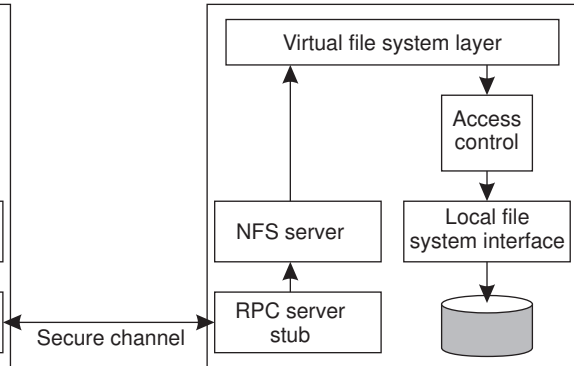 Virtual file system layer
Access
control
NFS server
Local file
system interface
RPC server
stub
Secure channel